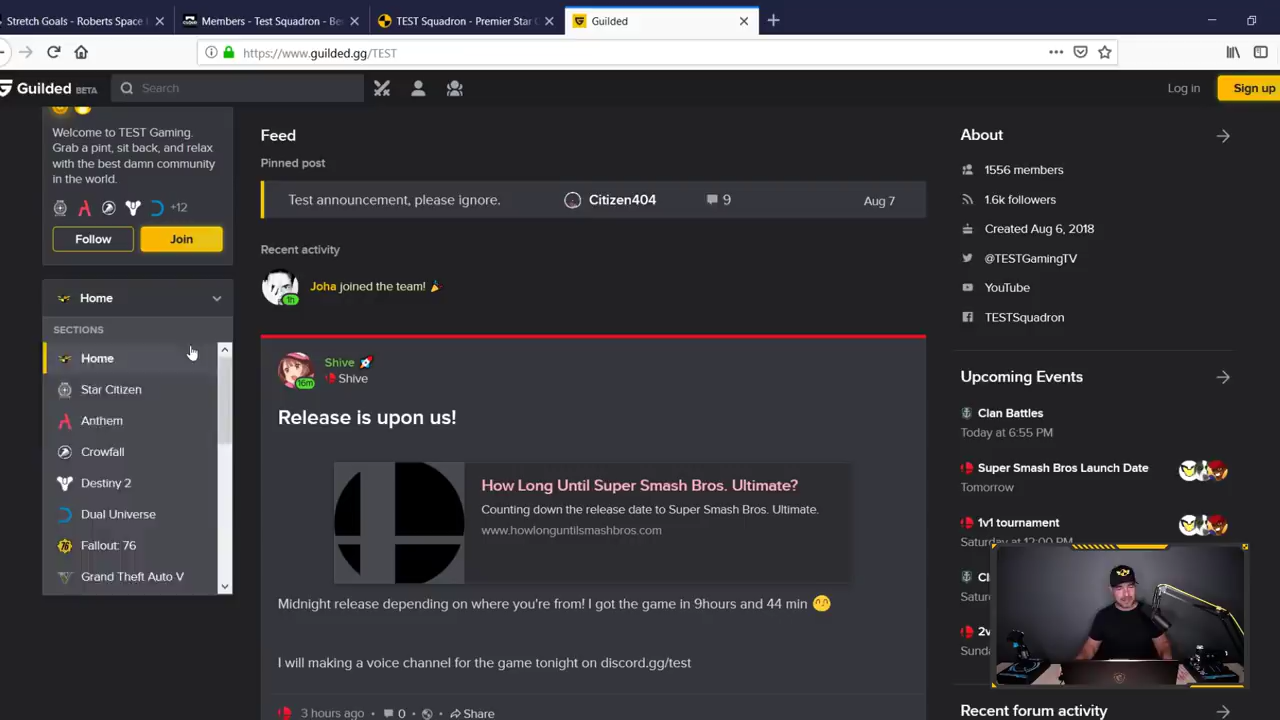 Stretch Goals - Roberts Space
Members - Test Squadron - Be
TEST Squadron - Premier Star C
Guilded
https://www.guilded.gg/TEST
Guilded BETA
Search
Log in
Sign up
Welcome to TEST Gaming.
Grab a pint, sit back, and relax
with the best damn community
in the world.
+12
Follow
Join
Home
SECTIONS
Home
Star Citizen
Anthem
Crowfall
Destiny 2
Dual Universe
Fallout: 76
Grand Theft Auto V
Feed
Pinned post
Test announcement, please ignore.
Citizen404
9
Aug 7
Recent activity
1h
Joha joined the team!
16m
Shive
Shive
Release is upon us!
How Long Until Super Smash Bros. Ultimate?
Counting down the release date to Super Smash Bros. Ultimate.
www.howlonguntilsmashbros.com
Midnight release depending on where you're from! I got the game in 9hours and 44 min
I will making a voice channel for the game tonight on discord.gg/test
3 hours ago • 0 • • Share
About
1556 members
1.6k followers
Created Aug 6, 2018
@TESTGamingTV
YouTube
TESTSquadron
Upcoming Events
Clan Battles
Today at 6:55 PM
Super Smash Bros Launch Date
Tomorrow
1v1 tournament
Saturday at 12:00 PM
Recent forum activity